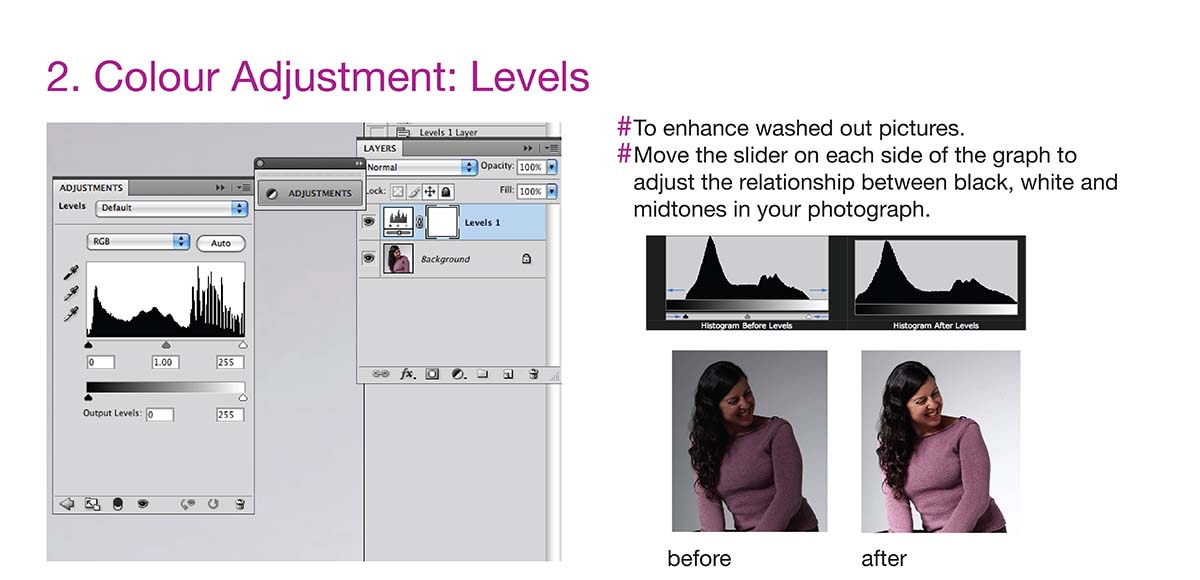 2. Colour Adjustment: Levels
Levels 1 Layer
LAYERS
Normal
Opacity: 100%
ADJUSTMENTS
Lock:
Fill: 100%
ADJUSTMENTS
Levels Default
Levels 1
RGB
Auto
Background
0
1.00
255
fx.
Output Levels: 0
255
#To enhance washed out pictures.
#Move the slider on each side of the graph to
adjust the relationship between black, white and
midtones in your photograph.
Histogram Before Levels
Histogram After Levels
before
after